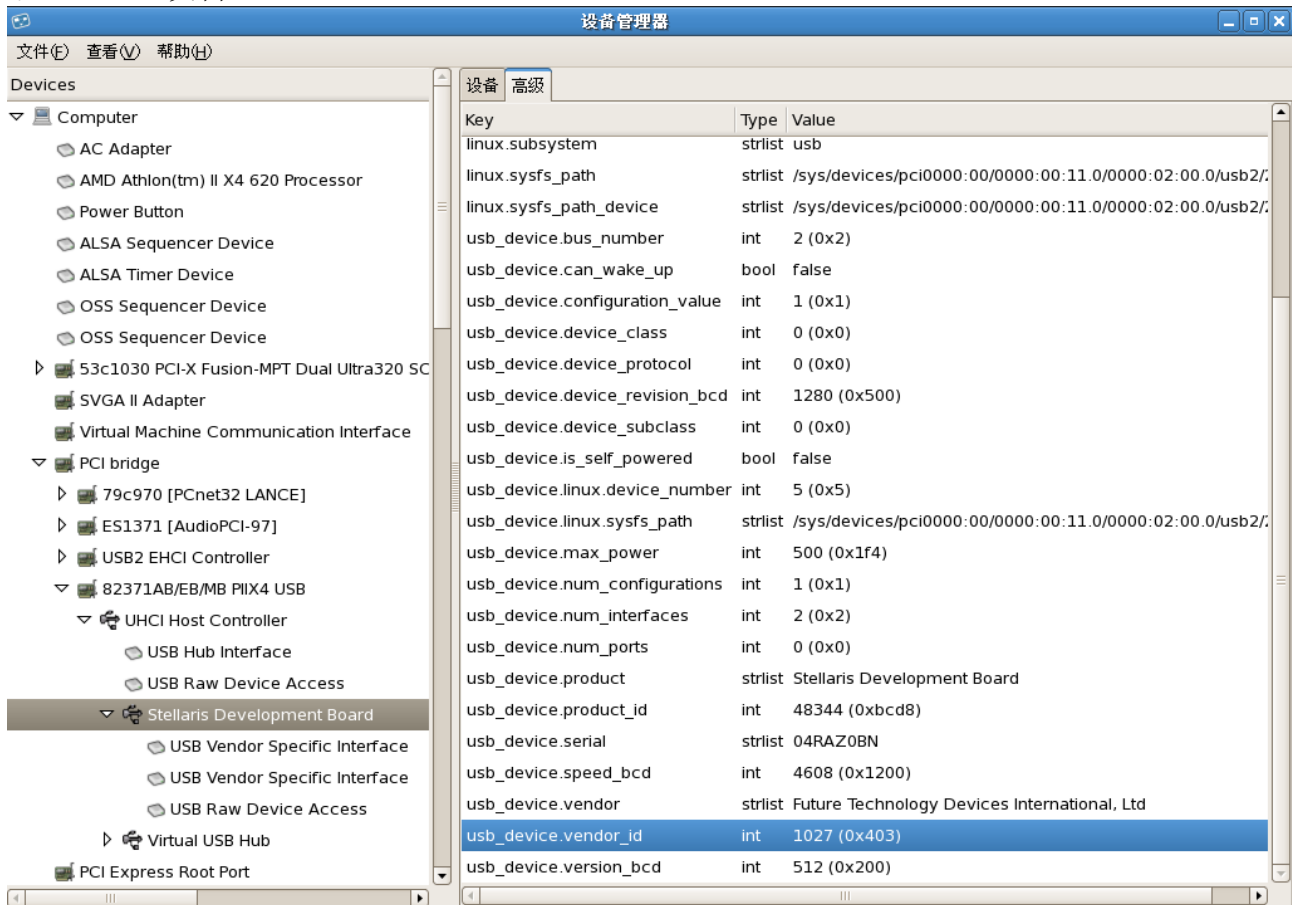 设备管理器
文件(F) 查看(V) 帮助(H)
Devices
Computer
AC Adapter
AMD Athlon(tm) II X4 620 Processor
Power Button
ALSA Sequencer Device
ALSA Timer Device
OSS Sequencer Device
OSS Sequencer Device
53c1030 PCI-X Fusion-MPT Dual Ultra320 SC
SVGA II Adapter
Virtual Machine Communication Interface
PCI bridge
79c970 [PCnet32 LANCE]
ES1371 [AudioPCI-97]
USB2 EHCI Controller
82371AB/EB/MB PIIX4 USB
UHCI Host Controller
USB Hub Interface
USB Raw Device Access
Stellaris Development Board
USB Vendor Specific Interface
USB Vendor Specific Interface
USB Raw Device Access
Virtual USB Hub
PCI Express Root Port
设备 高级
Key Type Value
linux.subsystem strlist usb
linux.sysfs_path strlist /sys/devices/pci0000:00/0000:00:11.0/0000:02:00.0/usb2/
linux.sysfs_path_device strlist /sys/devices/pci0000:00/0000:00:11.0/0000:02:00.0/usb2/
usb_device.bus_number int 2 (0x2)
usb_device.can_wake_up bool false
usb_device.configuration_value int 1 (0x1)
usb_device.device_class int 0 (0x0)
usb_device.device_protocol int 0 (0x0)
usb_device.device_revision_bcd int 1280 (0x500)
usb_device.device_subclass int 0 (0x0)
usb_device.is_self_powered bool false
usb_device.linux.device_number int 5 (0x5)
usb_device.linux.sysfs_path strlist /sys/devices/pci0000:00/0000:00:11.0/0000:02:00.0/usb2/
usb_device.max_power int 500 (0x1f4)
usb_device.num_configurations int 1 (0x1)
usb_device.num_interfaces int 2 (0x2)
usb_device.num_ports int 0 (0x0)
usb_device.product strlist Stellaris Development Board
usb_device.product_id int 48344 (0xbcd8)
usb_device.serial strlist 04RAZ0BN
usb_device.speed_bcd int 4608 (0x1200)
usb_device.vendor strlist Future Technology Devices International, Ltd
usb_device.vendor_id int 1027 (0x403)
usb_device.version_bcd int 512 (0x200)